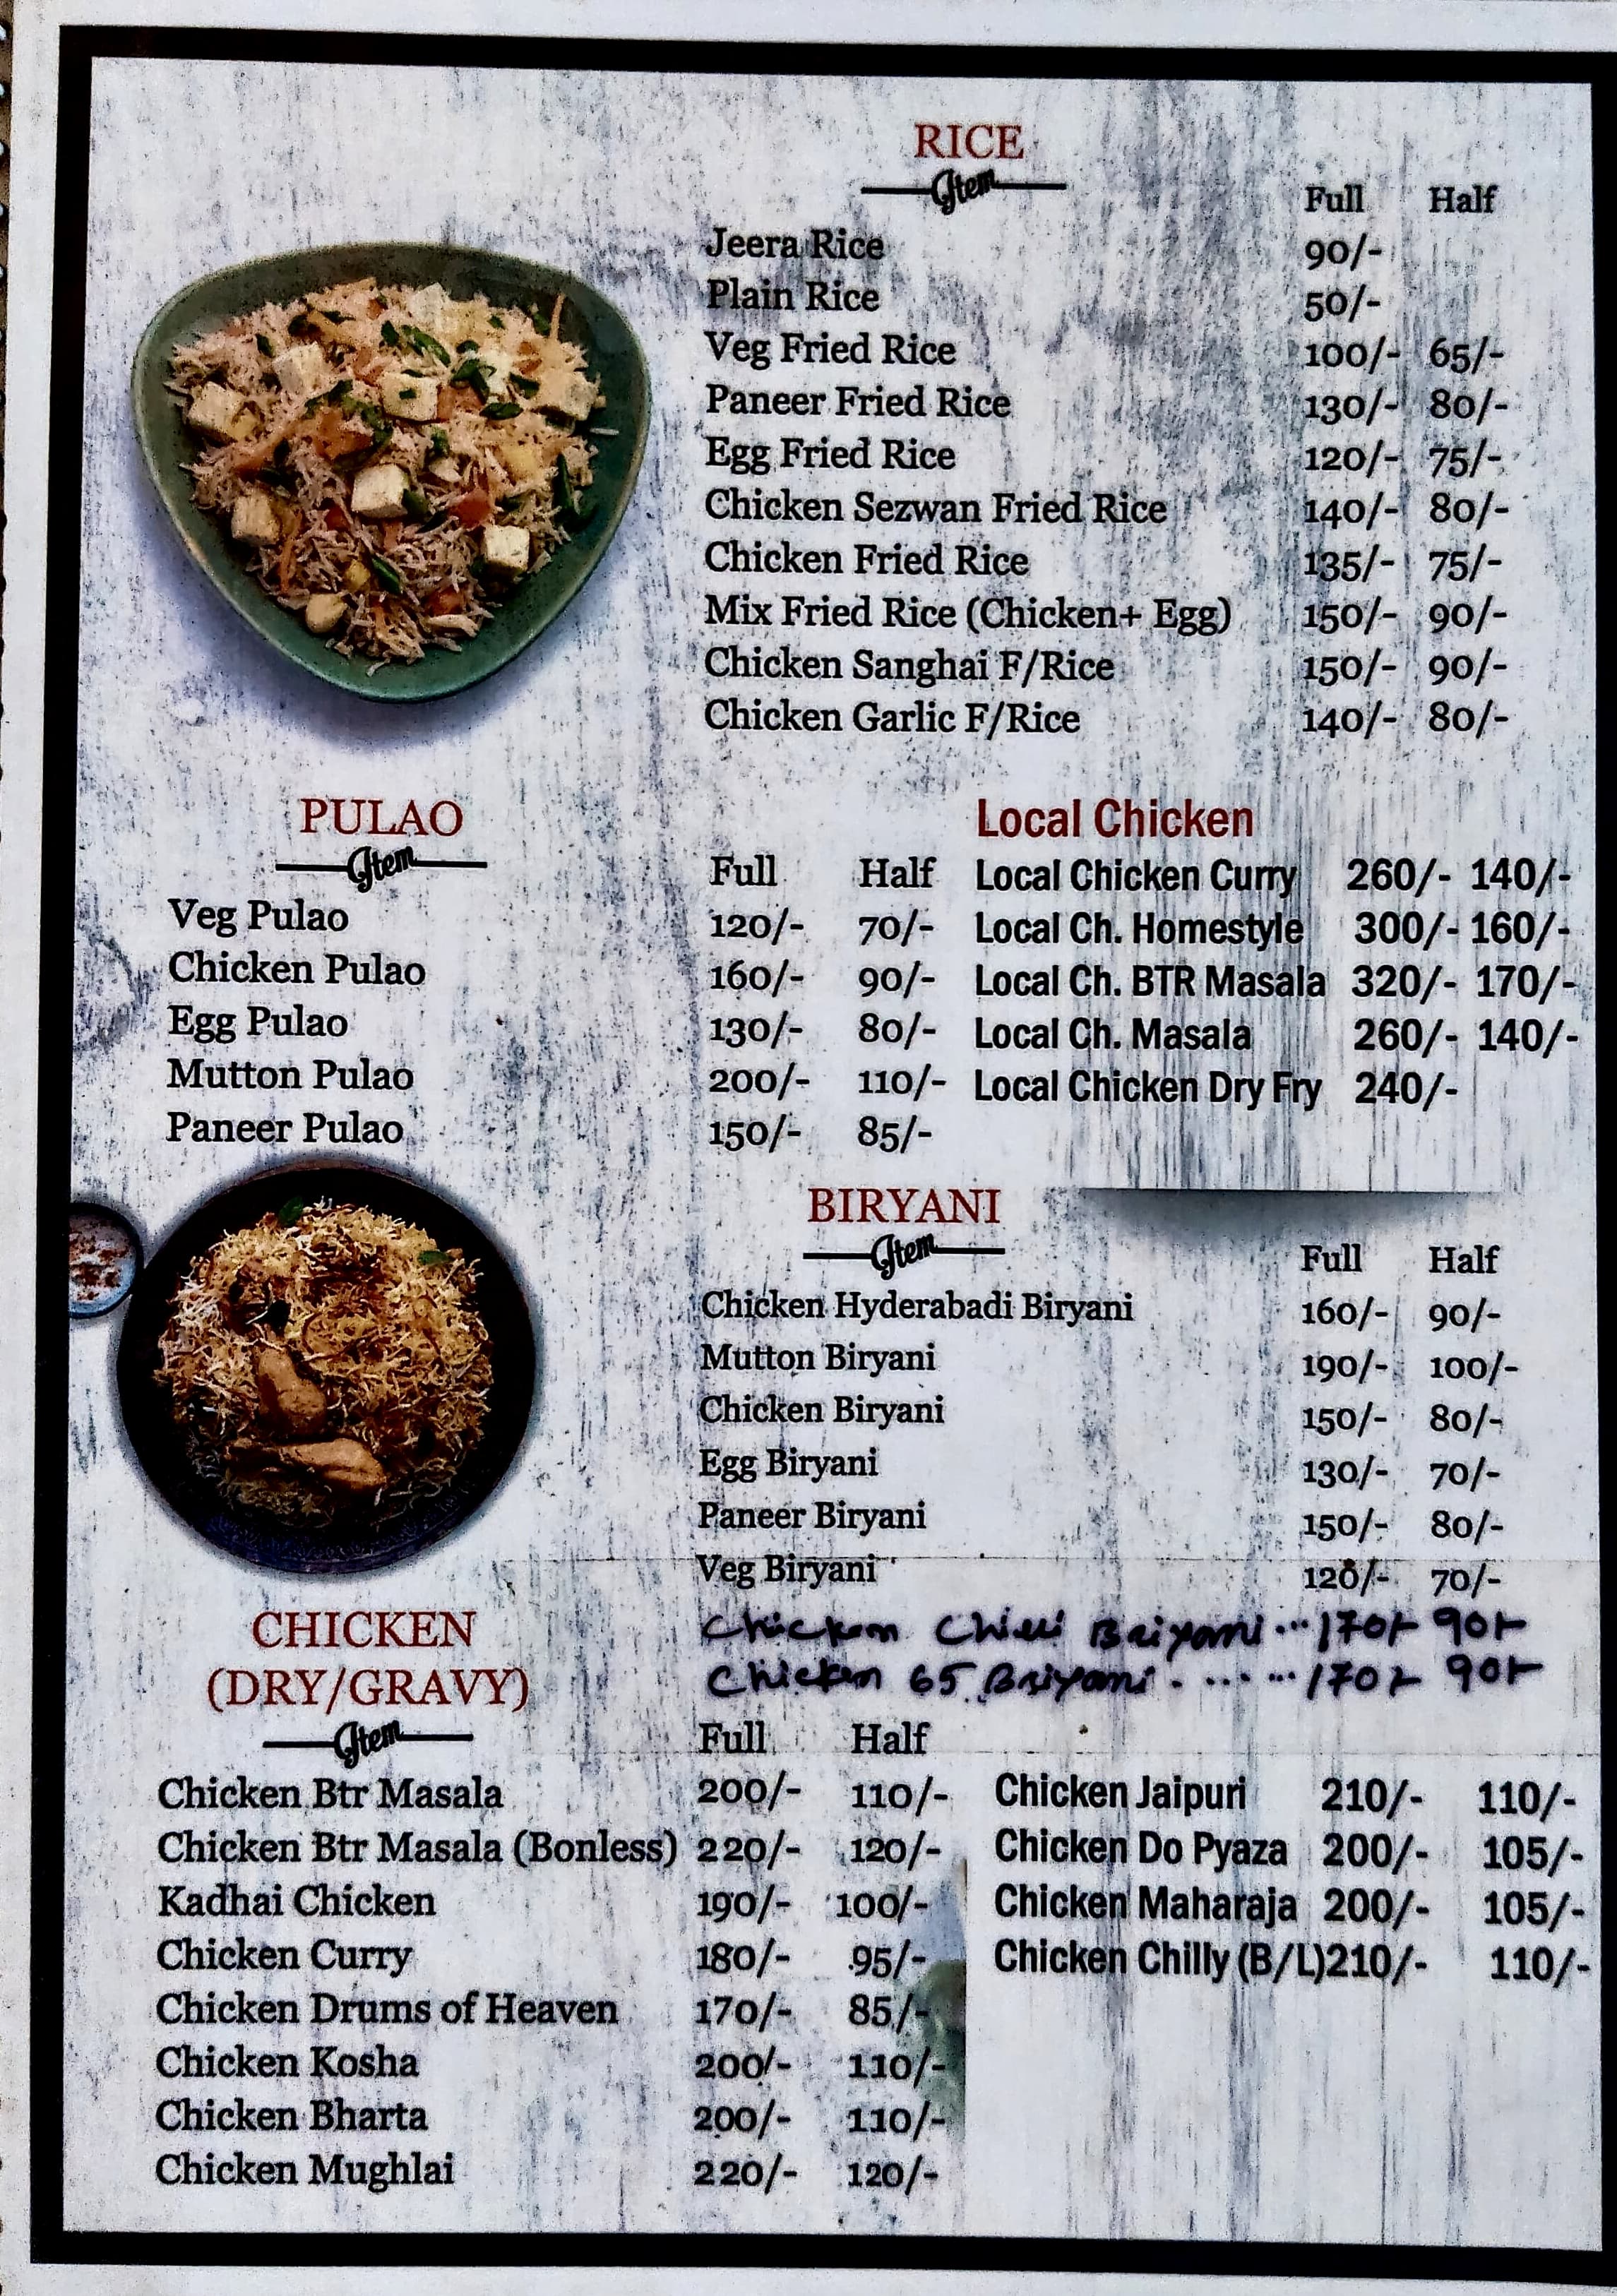 RICE
Item
Full Half
Jeera Rice 90/-
Plain Rice 50/-
Veg Fried Rice 100/- 65/-
Paneer Fried Rice 130/- 80/-
Egg Fried Rice 120/- 75/-
Chicken Sezwan Fried Rice 140/- 80/-
Chicken Fried Rice 135/- 75/-
Mix Fried Rice (Chicken+ Egg) 150/- 90/-
Chicken Sanghai F/Rice 150/- 90/-
Chicken Garlic F/Rice 140/- 80/-
PULAO
Item
Full Half
Veg Pulao 120/- 70/-
Chicken Pulao 160/- 90/-
Egg Pulao 130/- 80/-
Mutton Pulao 200/- 110/-
Paneer Pulao 150/- 85/-
Local Chicken
Local Chicken Curry 260/- 140/-
Local Ch. Homestyle 300/- 160/-
Local Ch. BTR Masala 320/- 170/-
Local Ch. Masala 260/- 140/-
Local Chicken Dry Fry 240/-
BIRYANI
Item
Full Half
Chicken Hyderabadi Biryani 160/- 90/-
Mutton Biryani 190/- 100/-
Chicken Biryani 150/- 80/-
Egg Biryani 130/- 70/-
Paneer Biryani 150/- 80/-
Veg Biryani 120/- 70/-
Chicken Chilli Briyani ... 170/- 90/-
Chicken 65 Briyani . ... ... 170/- 90/-
CHICKEN
(DRY/GRAVY)
Item
Full Half
Chicken Btr Masala 200/- 110/-
Chicken Btr Masala (Bonless) 220/- 120/-
Kadhai Chicken 190/- 100/-
Chicken Curry 180/- 95/-
Chicken Drums of Heaven 170/- 85/-
Chicken Kosha 200/- 110/-
Chicken Bharta 200/- 110/-
Chicken Mughlai 220/- 120/-
Chicken Jaipuri 210/- 110/-
Chicken Do Pyaza 200/- 105/-
Chicken Maharaja 200/- 105/-
Chicken Chilly (B/L) 210/- 110/-